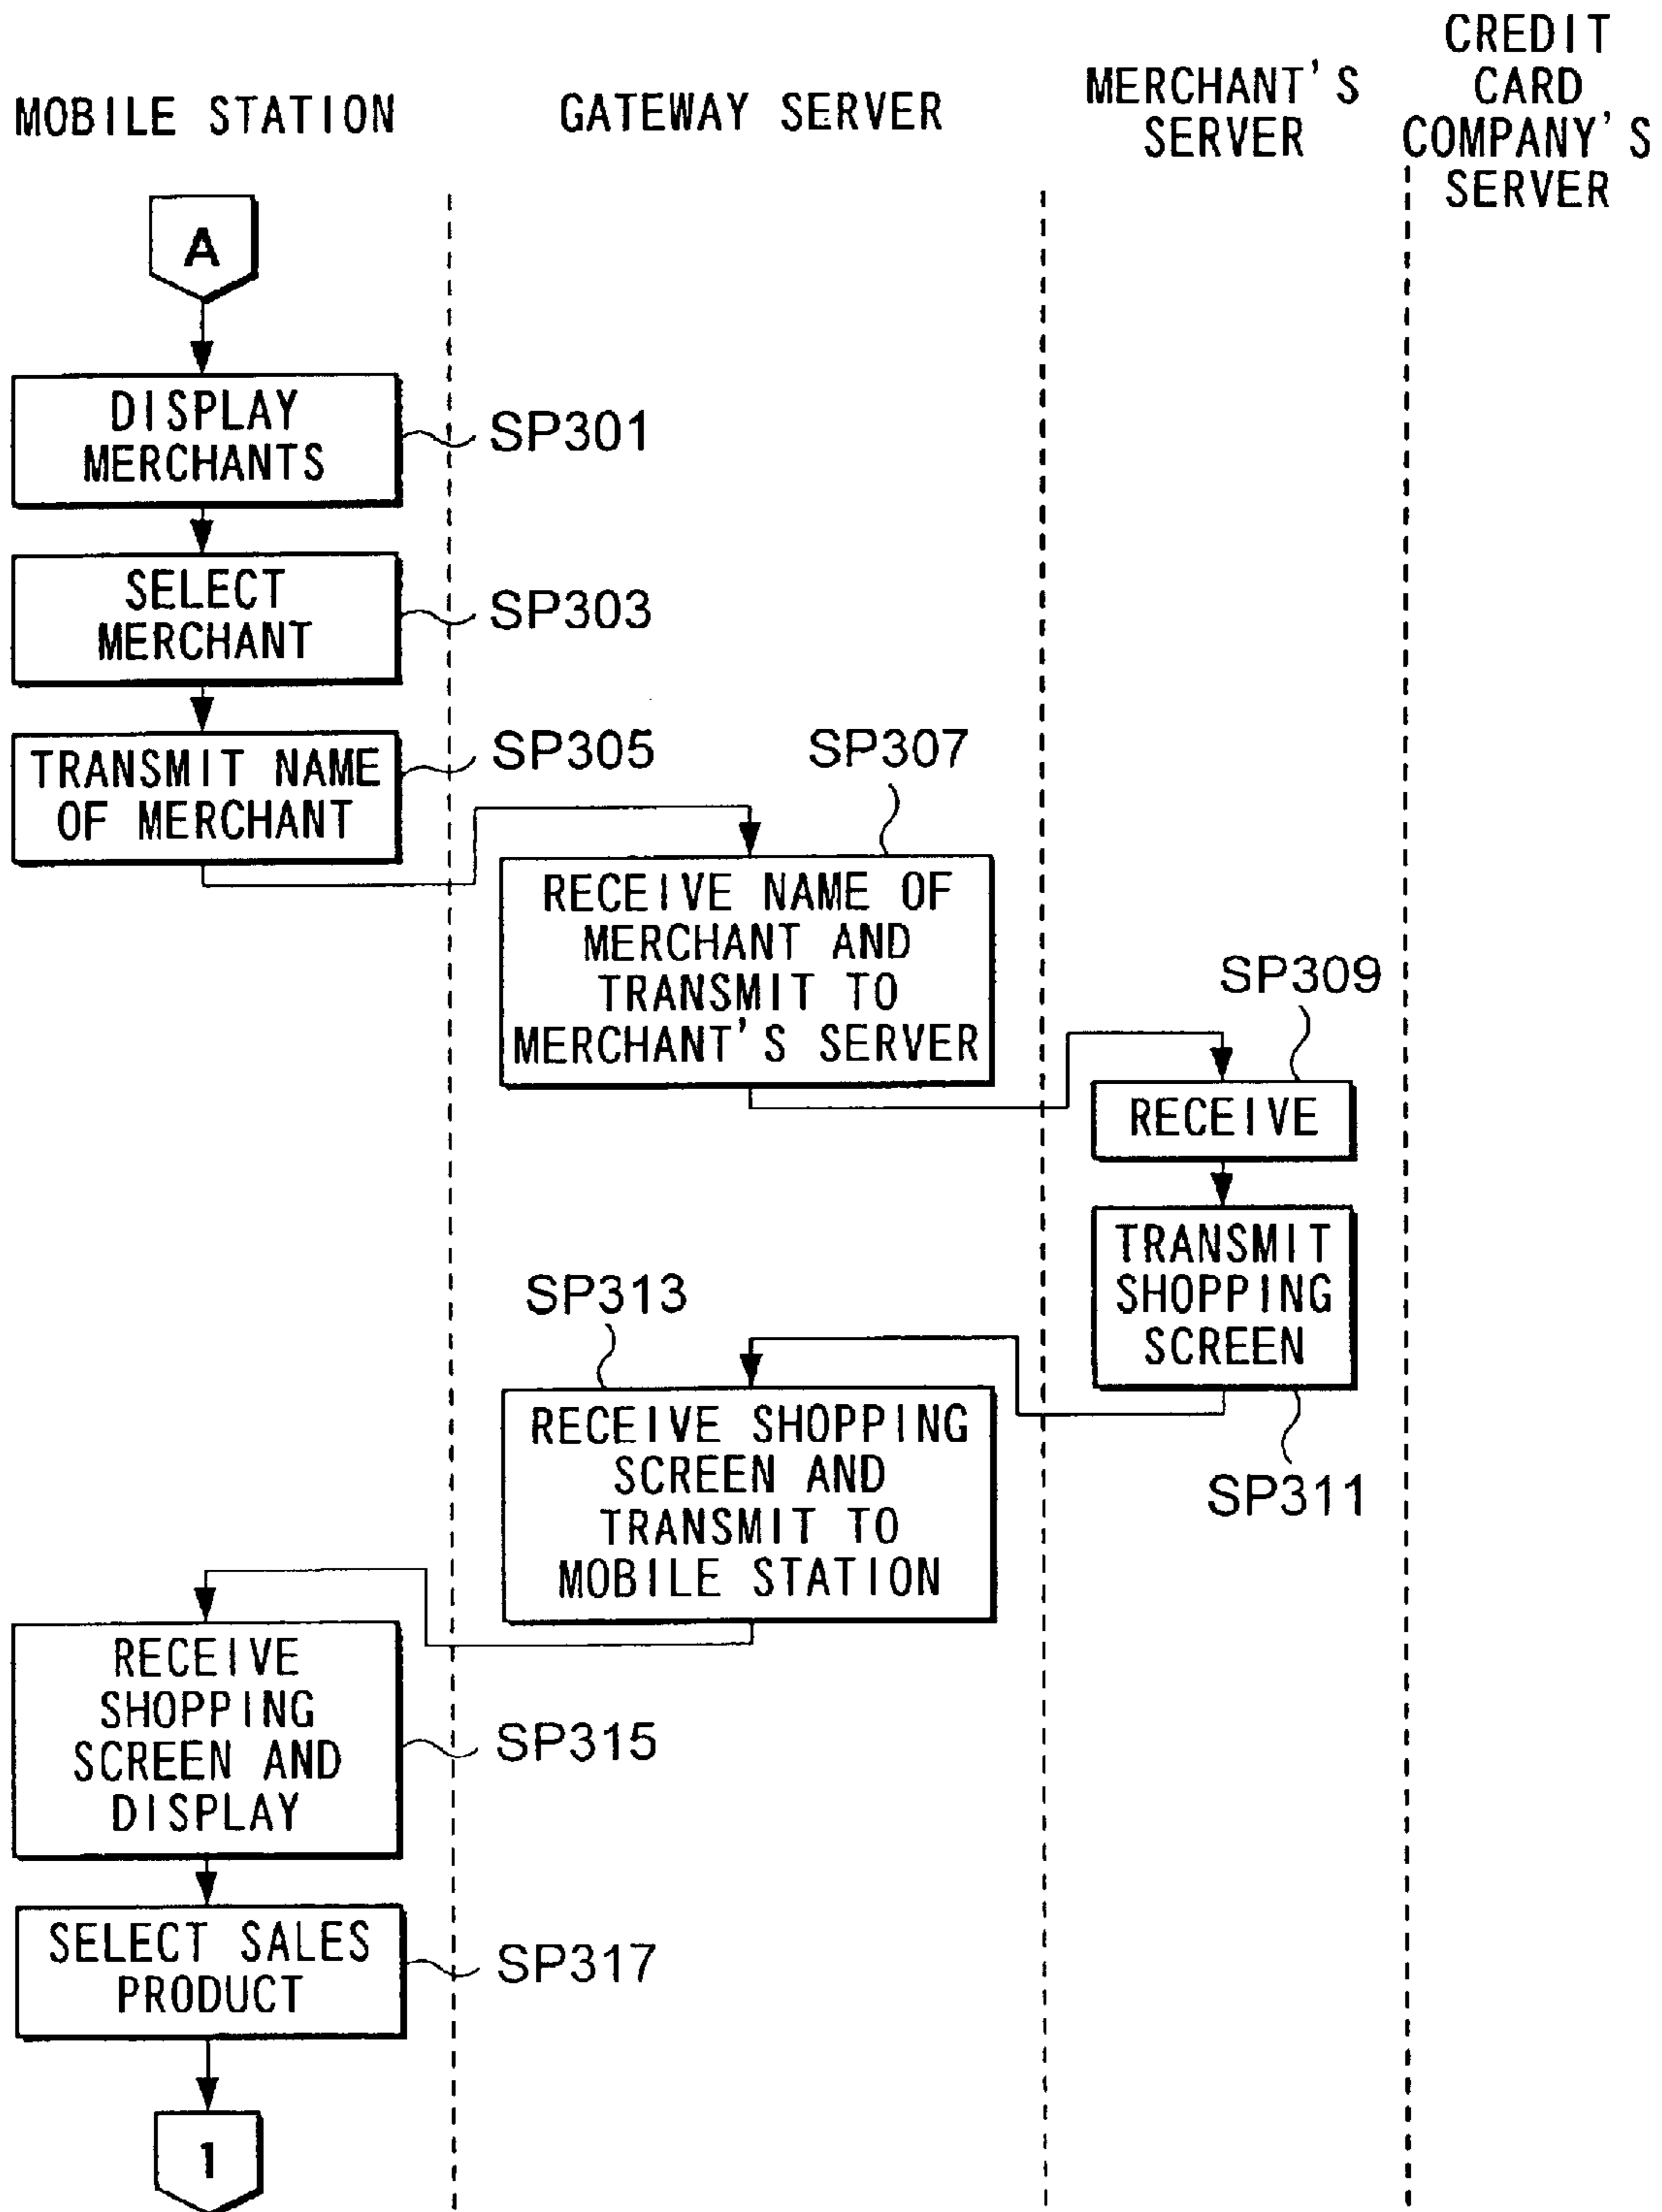 MOBILE STATION
GATEWAY SERVER
MERCHANT'S
SERVER
CREDIT
CARD
COMPANY'S
SERVER
A
DISPLAY
MERCHANTS
SP301
SELECT
MERCHANT
SP303
TRANSMIT NAME
OF MERCHANT
SP305
SP307
RECEIVE NAME OF
MERCHANT AND
TRANSMIT TO
MERCHANT'S SERVER
SP309
RECEIVE
TRANSMIT
SHOPPING
SCREEN
SP311
SP313
RECEIVE SHOPPING
SCREEN AND
TRANSMIT TO
MOBILE STATION
RECEIVE
SHOPPING
SCREEN AND
DISPLAY
SP315
SELECT SALES
PRODUCT
SP317
1